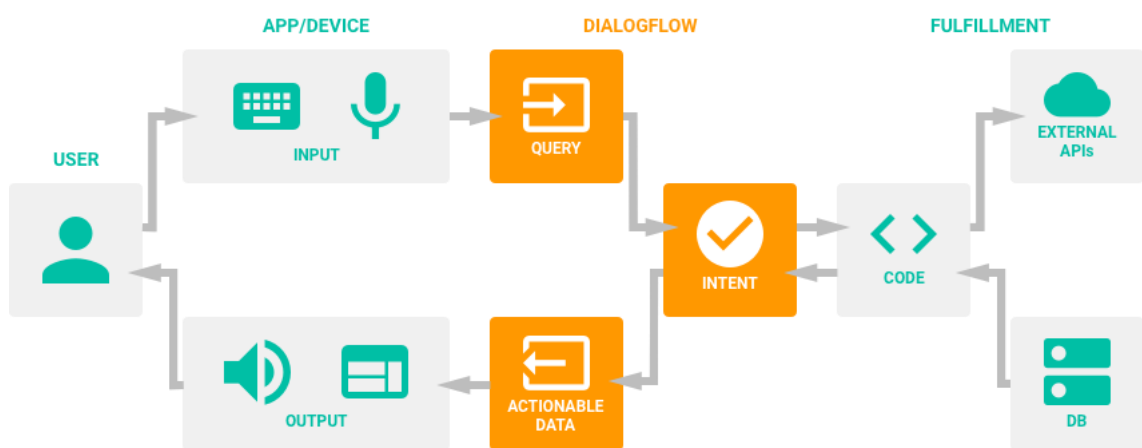 APP/DEVICE
DIALOGFLOW
FULFILLMENT
INPUT
QUERY
EXTERNAL
APIs
USER
INTENT
CODE
OUTPUT
ACTIONABLE
DATA
DB